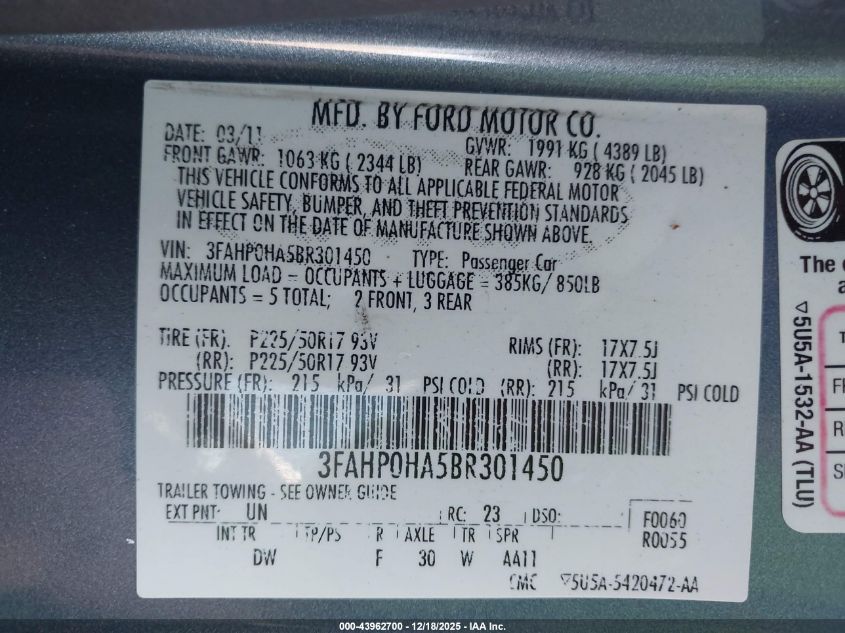 MFD. BY FORD MOTOR CO.
DATE: 03/11 GVWR: 1991 KG ( 4389 LB)
FRONT GAWR: 1063 KG ( 2344 LB) REAR GAWR: 928 KG ( 2045 LB)
THIS VEHICLE CONFORMS TO ALL APPLICABLE FEDERAL MOTOR
VEHICLE SAFETY, BUMPER, AND THEFT PREVENTION STANDARDS
IN EFFECT ON THE DATE OF MANUFACTURE SHOWN ABOVE.
VIN: 3FAHP0HA5BR301450 TYPE: Passenger Car
MAXIMUM LOAD = OCCUPANTS + LUGGAGE = 385KG/ 850LB
OCCUPANTS = 5 TOTAL; 2 FRONT, 3 REAR
TIRE (FR): P225/50R17 93V RIMS (FR): 17X7.5J
(RR): P225/50R17 93V (RR): 17X7.5J
PRESSURE (FR): 215 kPa/ 31 PSI COLD (RR): 215 kPa/ 31 PSI COLD
3FAHP0HA5BR301450
TRAILER TOWING - SEE OWNER GUIDE
EXT PNT: UN RC: 23 DSO: F0060
R0055
INT TR TP/PS R AXLE TR SPR
DW F 30 W AA11
CMC ▽5U5A-5420472-AA
The
▽5U5A-1532-AA (TLU)
000-43962700 - 12/18/2025 - IAA Inc.